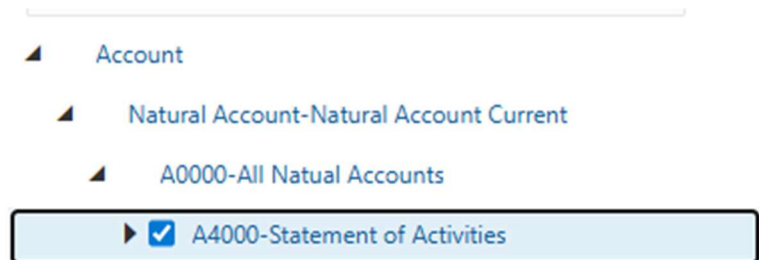 Account
Natural Account-Natural Account Current
A0000-All Natual Accounts
A4000-Statement of Activities